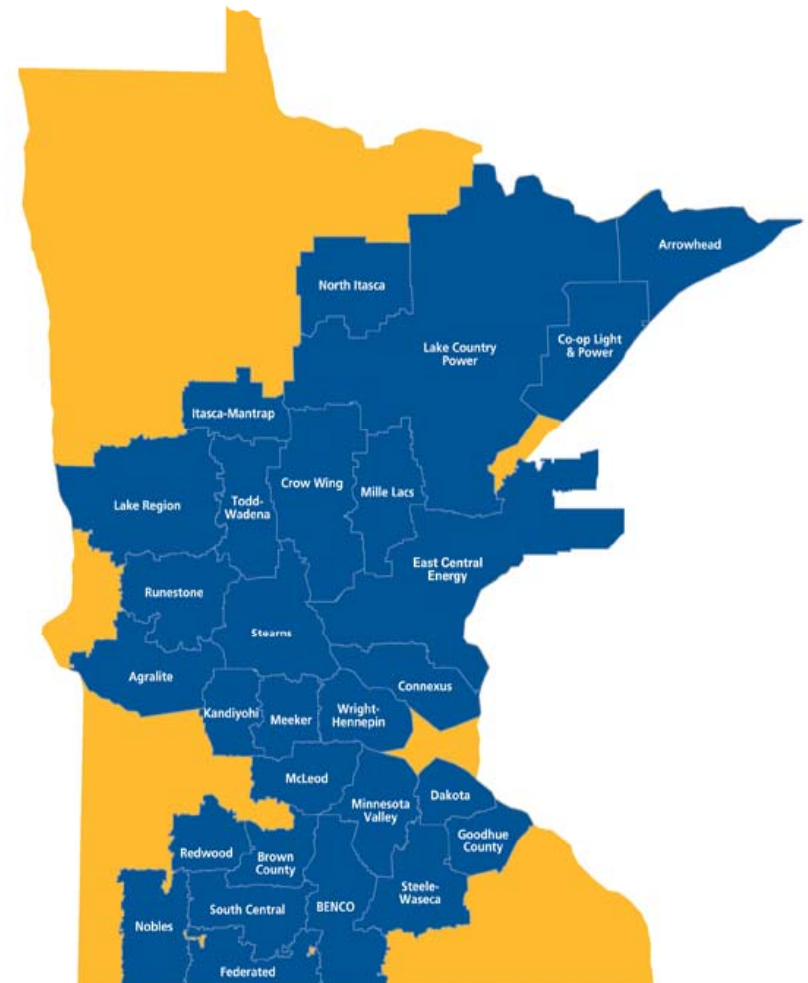 Arrowhead
North Itasca
Lake Country
Power
Co-op Light
& Power
Itasca-Mantrap
Crow Wing
Mille Lacs
Lake Region
Todd-
Wadena
East Central
Energy
Runestone
Stearns
Agralite
Connexus
Kandiyohi
Meeker
Wright-
Hennepin
McLeod
Minnesota
Valley
Dakota
Goodhue
County
Redwood
Brown
County
Steele-
Waseca
South Central
BENCO
Nobles
Federated